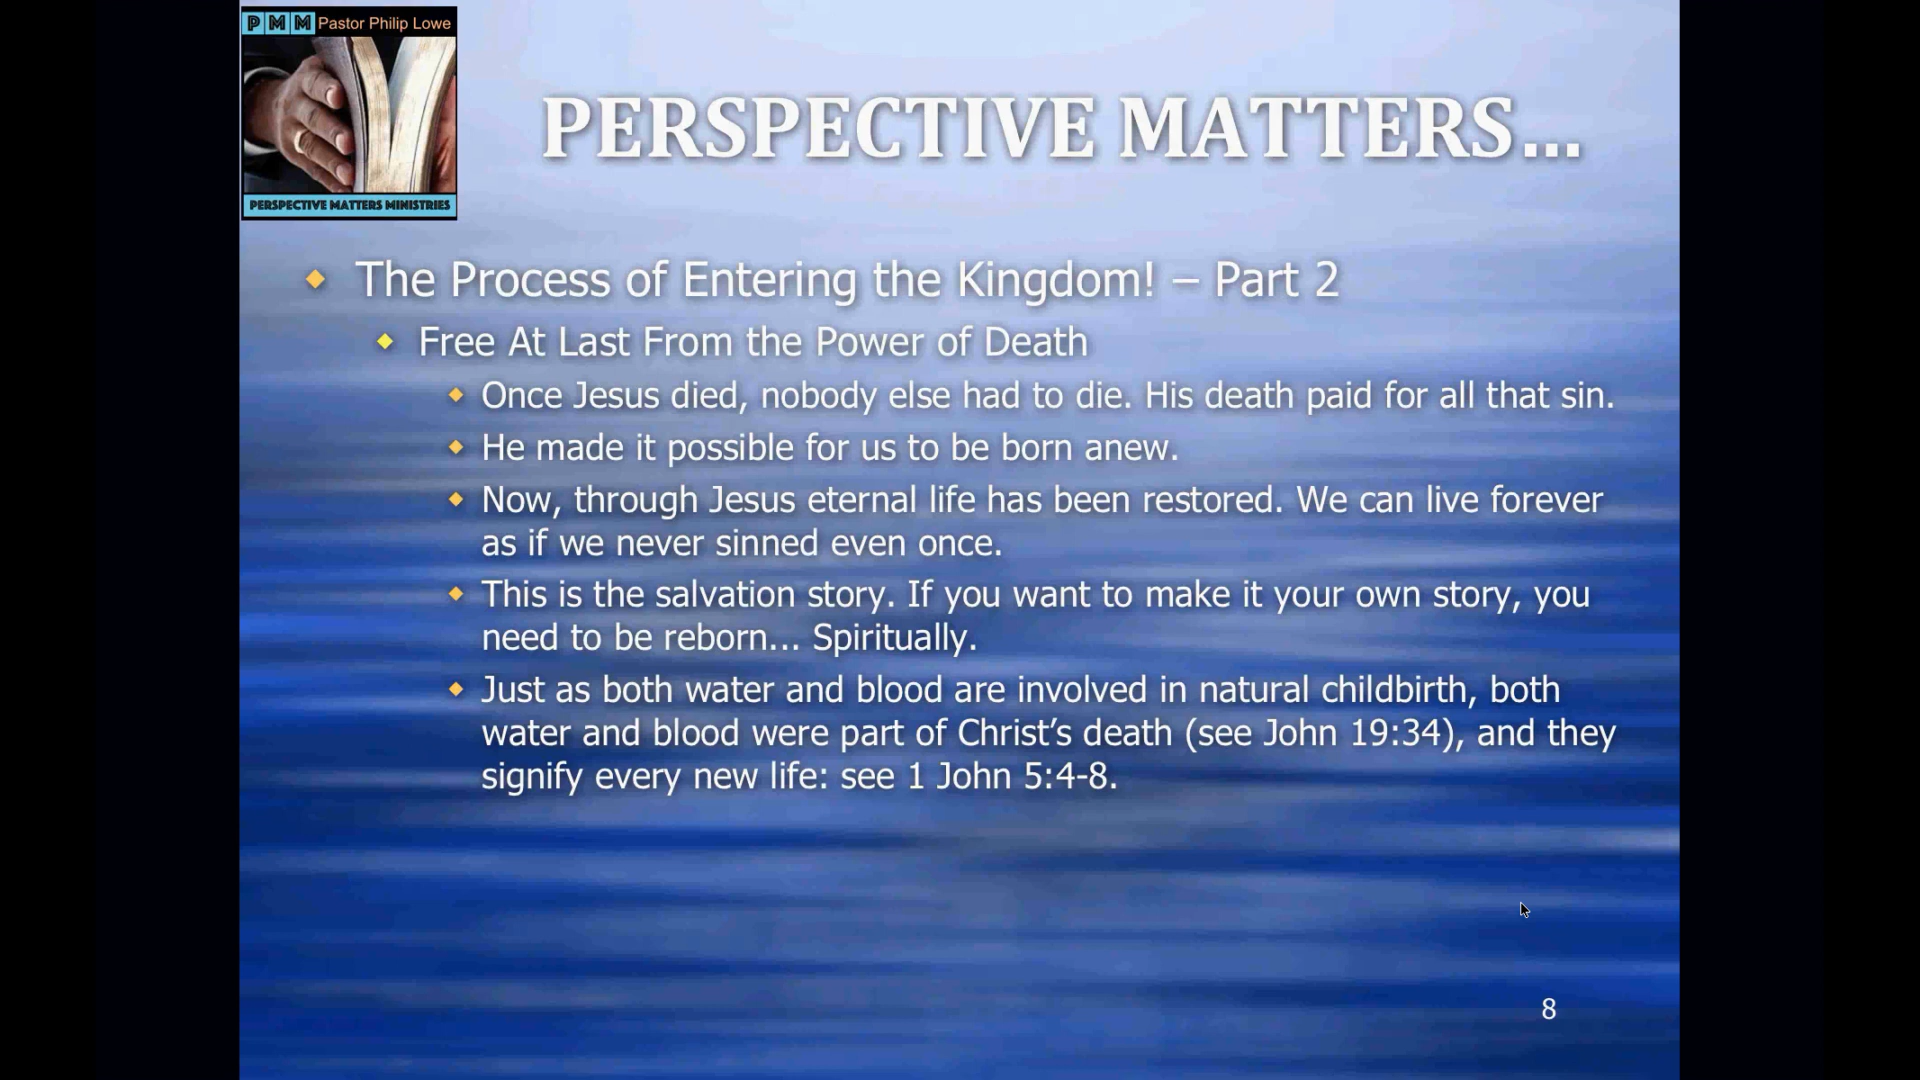 PMM Pastor Philip Lowe
PERSPECTIVE MATTERS MINISTRIES
PERSPECTIVE MATTERS...
The Process of Entering the Kingdom! – Part 2
Free At Last From the Power of Death
Once Jesus died, nobody else had to die. His death paid for all that sin.
He made it possible for us to be born anew.
Now, through Jesus eternal life has been restored. We can live forever
as if we never sinned even once.
This is the salvation story. If you want to make it your own story, you
need to be reborn... Spiritually.
Just as both water and blood are involved in natural childbirth, both
water and blood were part of Christ’s death (see John 19:34), and they
signify every new life: see 1 John 5:4-8.
8